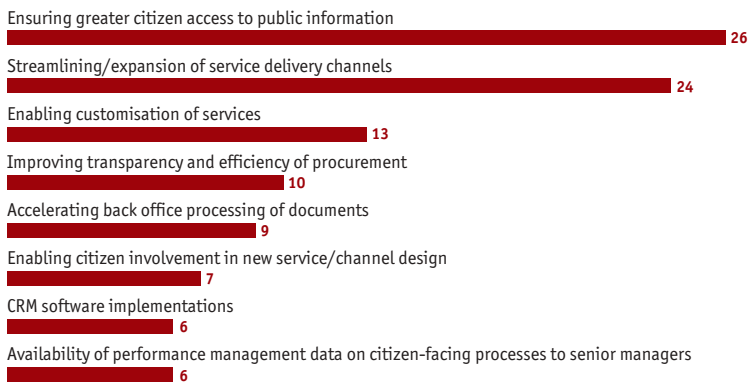 Ensuring greater citizen access to public information
26
Streamlining/expansion of service delivery channels
24
Enabling customisation of services
13
Improving transparency and efficiency of procurement
10
Accelerating back office processing of documents
9
Enabling citizen involvement in new service/channel design
7
CRM software implementations
6
Availability of performance management data on citizen-facing processes to senior managers
6